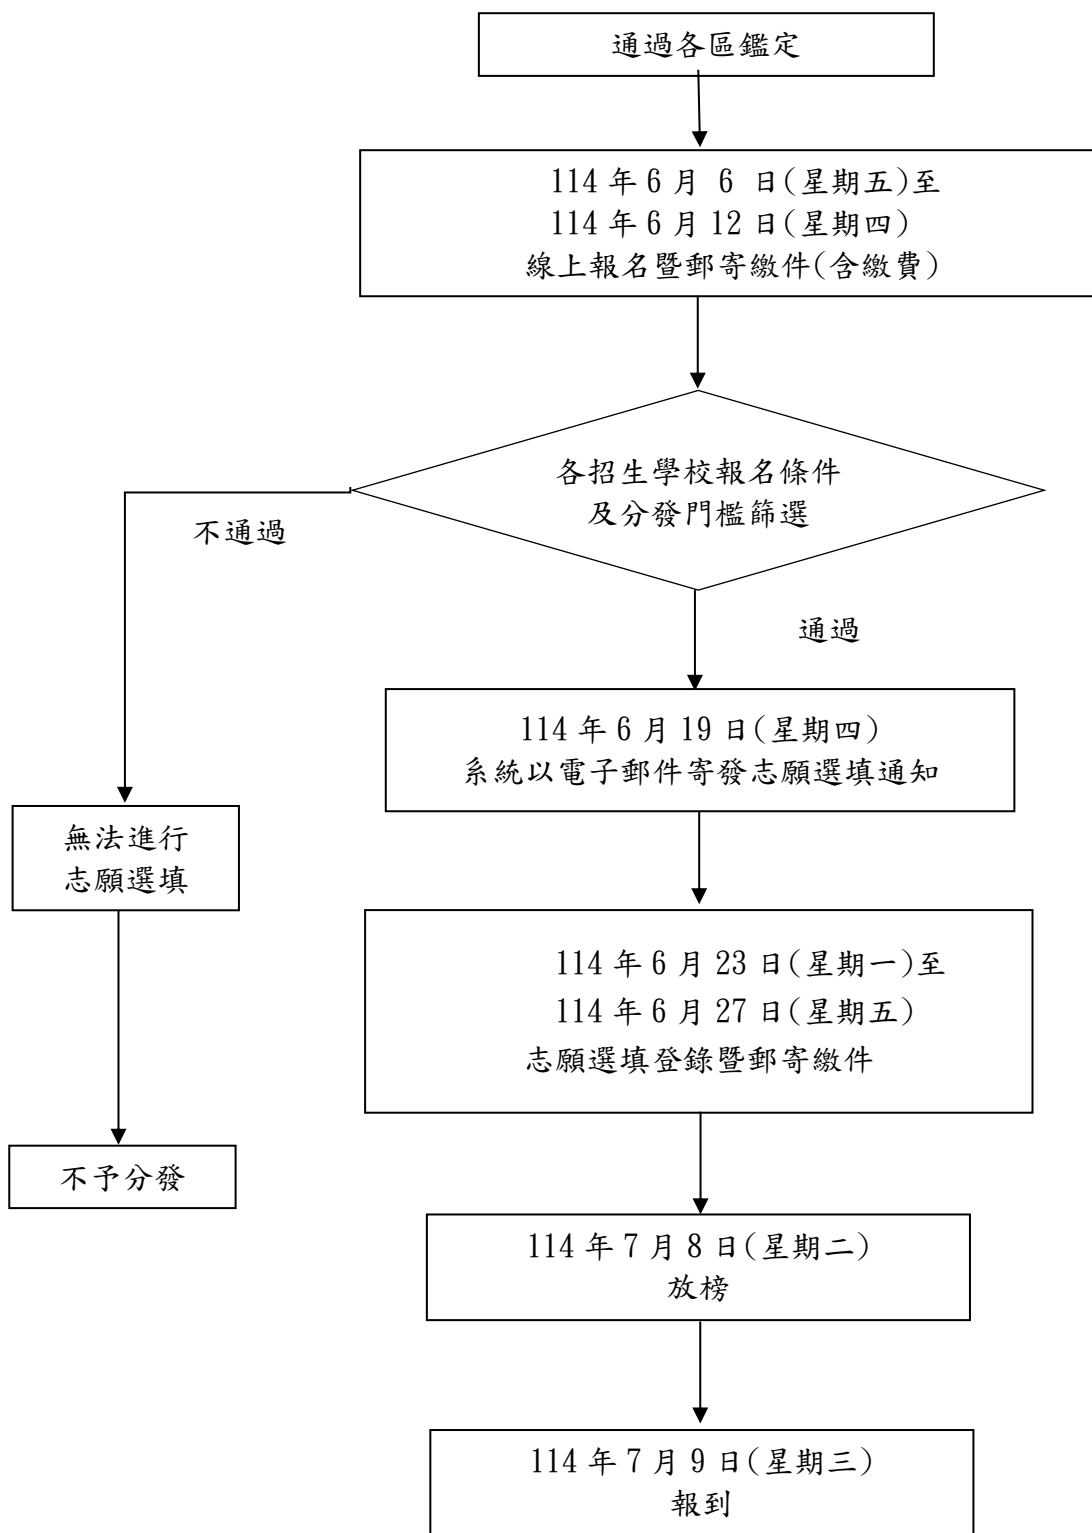 通過各區鑑定
114 年 6 月 6 日(星期五)至
114 年 6 月 12 日(星期四)
線上報名暨郵寄繳件(含繳費)
各招生學校報名條件
及分發門檻篩選
不通過
通過
114 年 6 月 19 日(星期四)
系統以電子郵件寄發志願選填通知
無法進行
志願選填
114 年 6 月 23 日(星期一)至
114 年 6 月 27 日(星期五)
志願選填登錄暨郵寄繳件
不予分發
114 年 7 月 8 日(星期二)
放榜
114 年 7 月 9 日(星期三)
報到